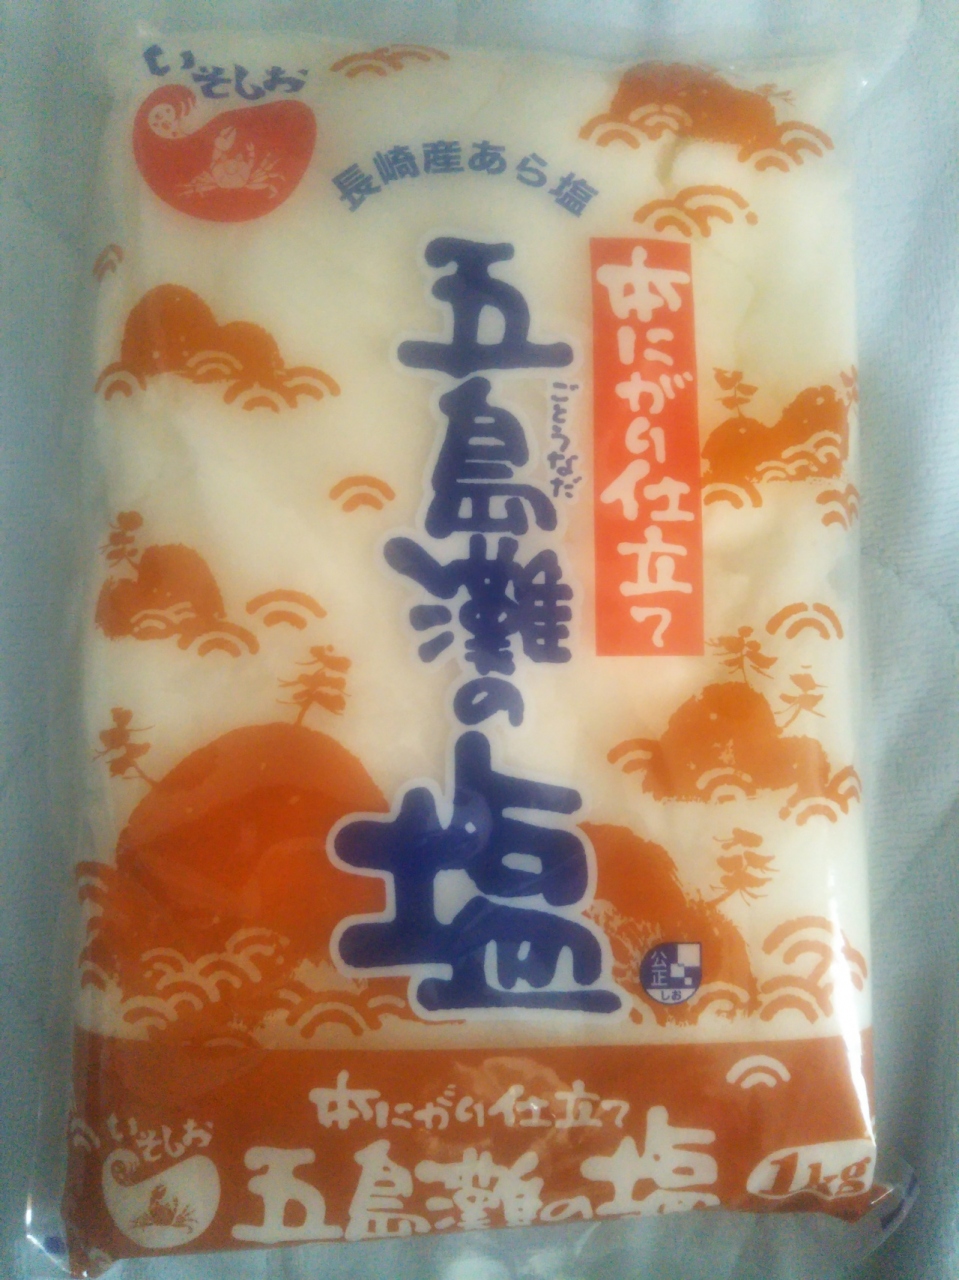 いそしお
長崎産あら塩
本にがり仕立て
五島灘の塩
ごとうなだ
公正
しお
本にがり仕立て
いそしお
五島灘の塩
1kg